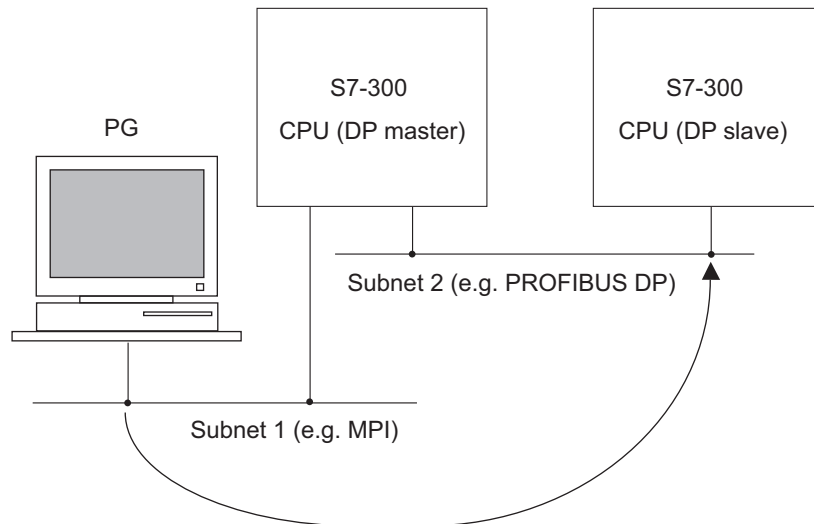 S7-300
CPU (DP master)
S7-300
CPU (DP slave)
PG
Subnet 2 (e.g. PROFIBUS DP)
Subnet 1 (e.g. MPI)